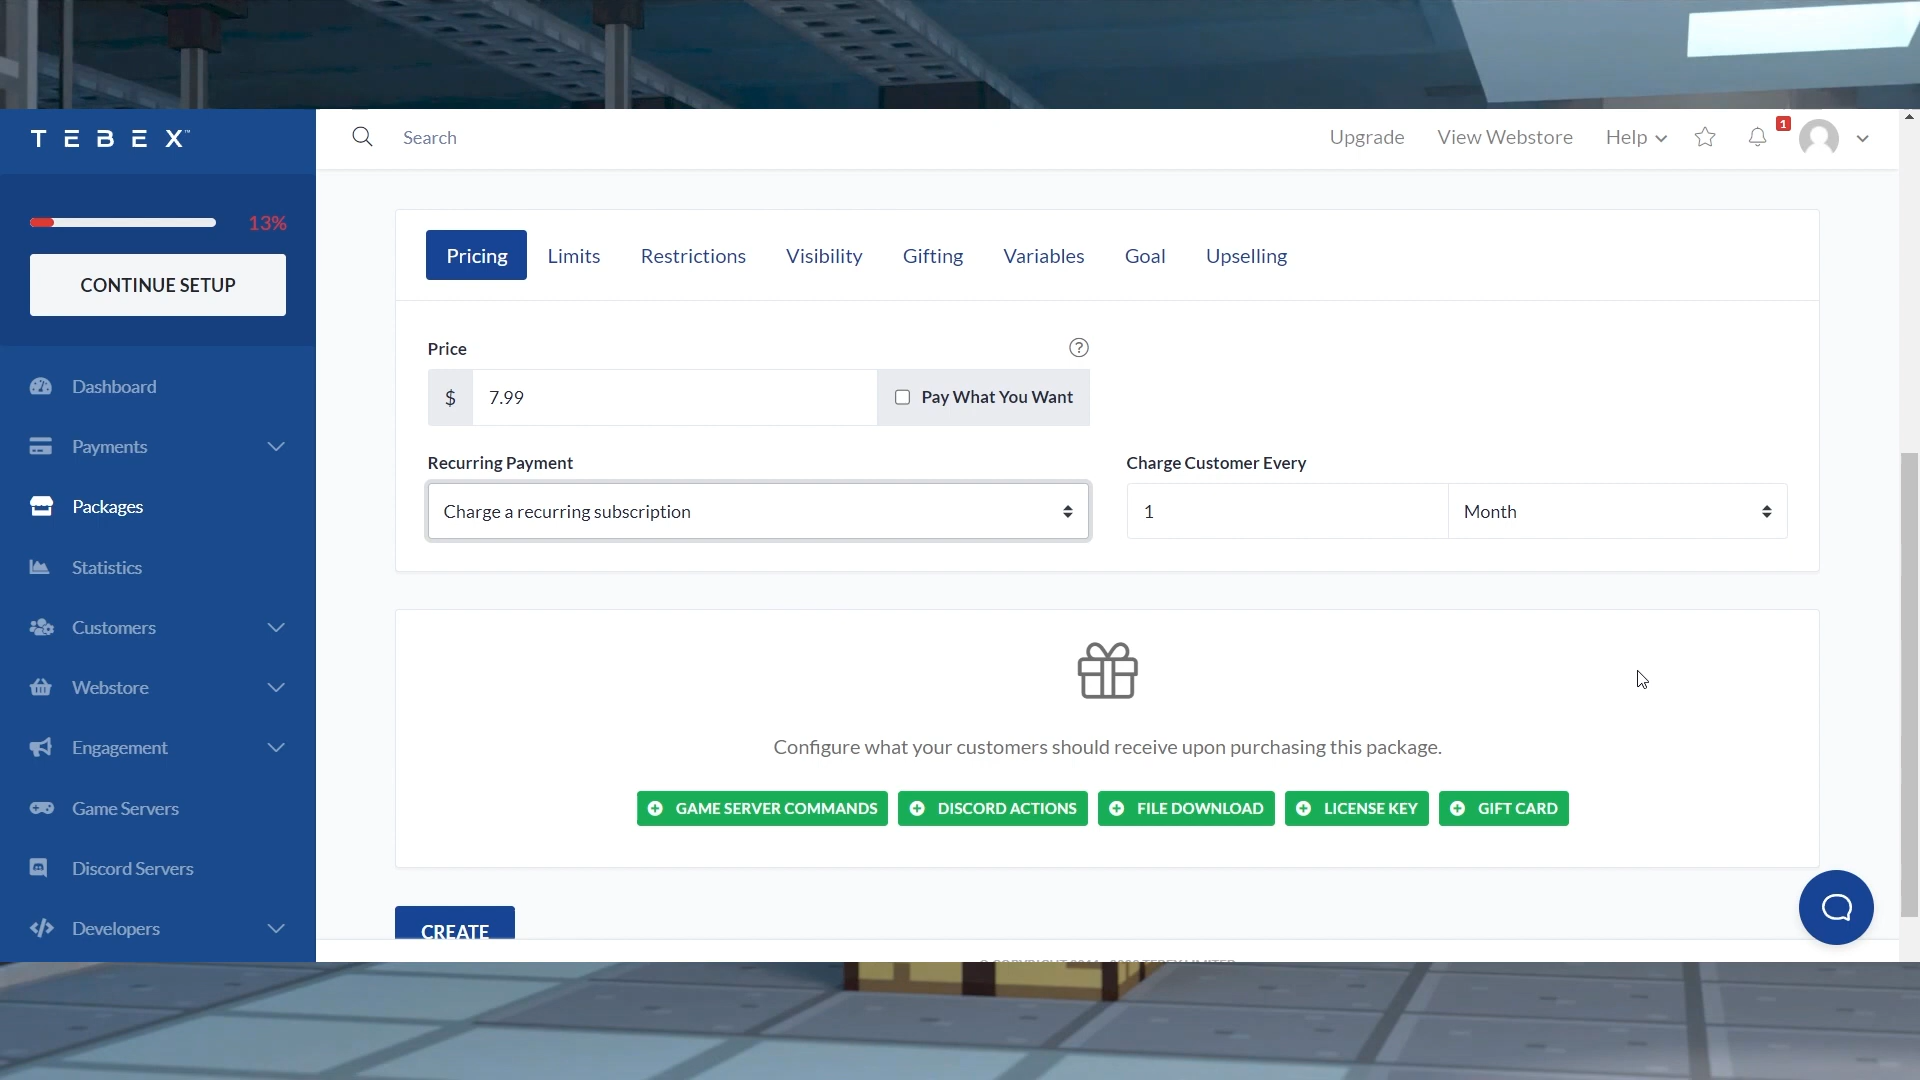 TEBEX™
Search
Upgrade
View Webstore
Help
1
13%
CONTINUE SETUP
Dashboard
Payments
Packages
Statistics
Customers
Webstore
Engagement
Game Servers
Discord Servers
Developers
Pricing
Limits
Restrictions
Visibility
Gifting
Variables
Goal
Upselling
Price
?
$
7.99
Pay What You Want
Recurring Payment
Charge Customer Every
Charge a recurring subscription
1
Month
Configure what your customers should receive upon purchasing this package.
GAME SERVER COMMANDS
DISCORD ACTIONS
FILE DOWNLOAD
LICENSE KEY
GIFT CARD
CREATE